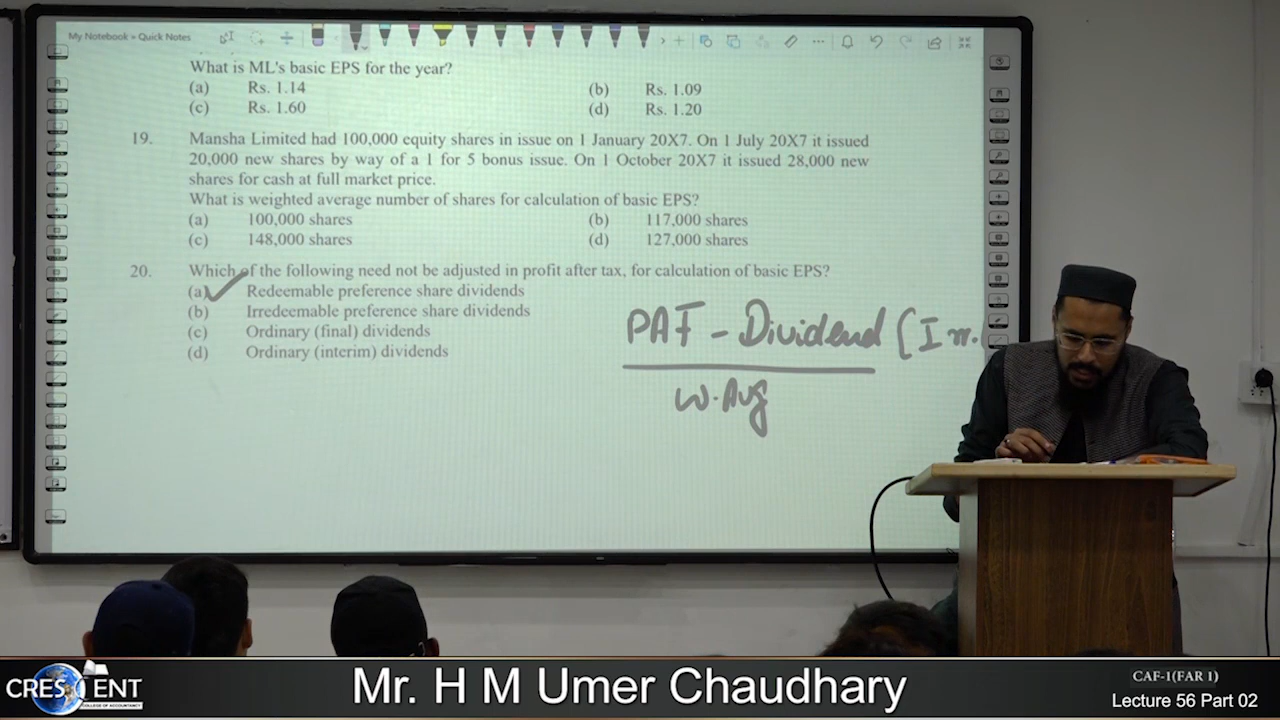 My Notebook » Quick Notes
What is ML's basic EPS for the year?
(a) Rs. 1.14 (b) Rs. 1.09
(c) Rs. 1.60 (d) Rs. 1.20
19. Mansha Limited had 100,000 equity shares in issue on 1 January 20X7. On 1 July 20X7 it issued
20,000 new shares by way of a 1 for 5 bonus issue. On 1 October 20X7 it issued 28,000 new
shares for cash at full market price.
What is weighted average number of shares for calculation of basic EPS?
(a) 100,000 shares (b) 117,000 shares
(c) 148,000 shares (d) 127,000 shares
20. Which of the following need not be adjusted in profit after tax, for calculation of basic EPS?
(a) Redeemable preference share dividends
(b) Irredeemable preference share dividends
(c) Ordinary (final) dividends
(d) Ordinary (interim) dividends
PAT - Dividend (Irr.
W. Avg
Mr. H M Umer Chaudhary
CRESCENT
COLLEGE OF ACCOUNTANCY
CAF-1(FAR 1)
Lecture 56 Part 02